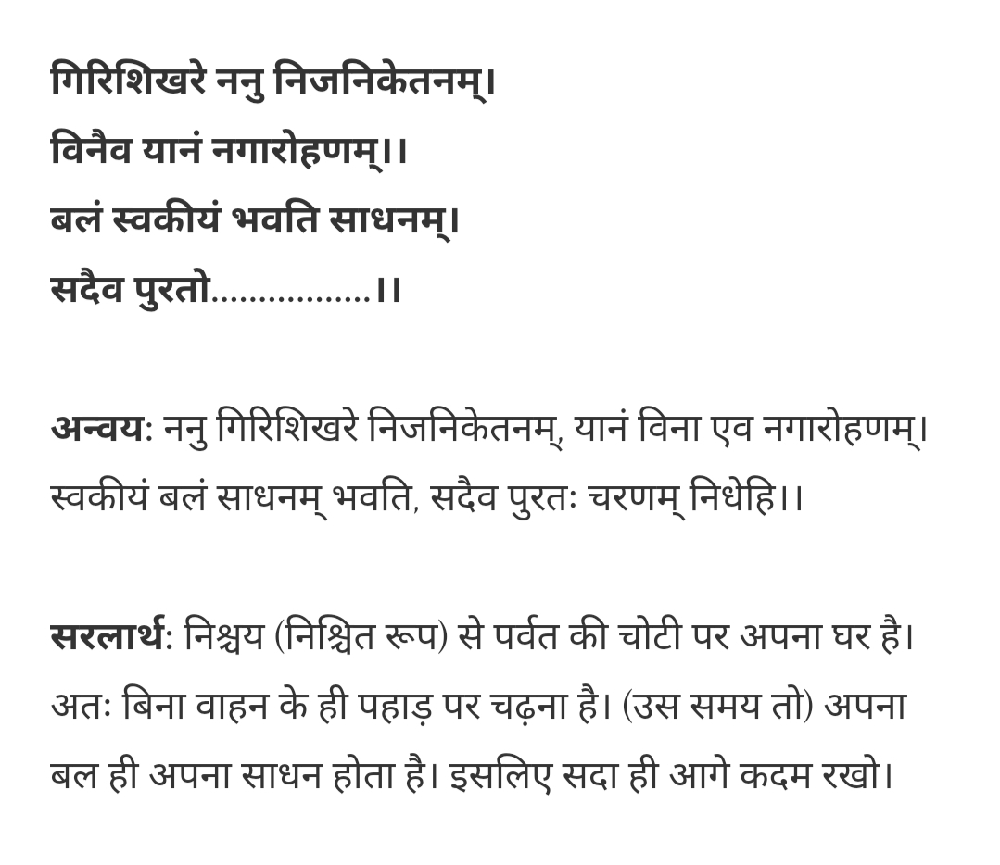 गिरिशिखरे ननु निजनिकेतनम्।
विनैव यानं नगारोहणम्।।
बलं स्वकीयं भवति साधनम्।
सदैव पुरतो.................।।
अन्वय: ननु गिरिशिखरे निजनिकेतनम्, यानं विना एव नगारोहणम्।
स्वकीयं बलं साधनम् भवति, सदैव पुरतः चरणम् निधेहि।।
सरलार्थ: निश्चय (निश्चित रूप) से पर्वत की चोटी पर अपना घर है।
अतः बिना वाहन के ही पहाड़ पर चढ़ना है। (उस समय तो) अपना
बल ही अपना साधन होता है। इसलिए सदा ही आगे कदम रखो।